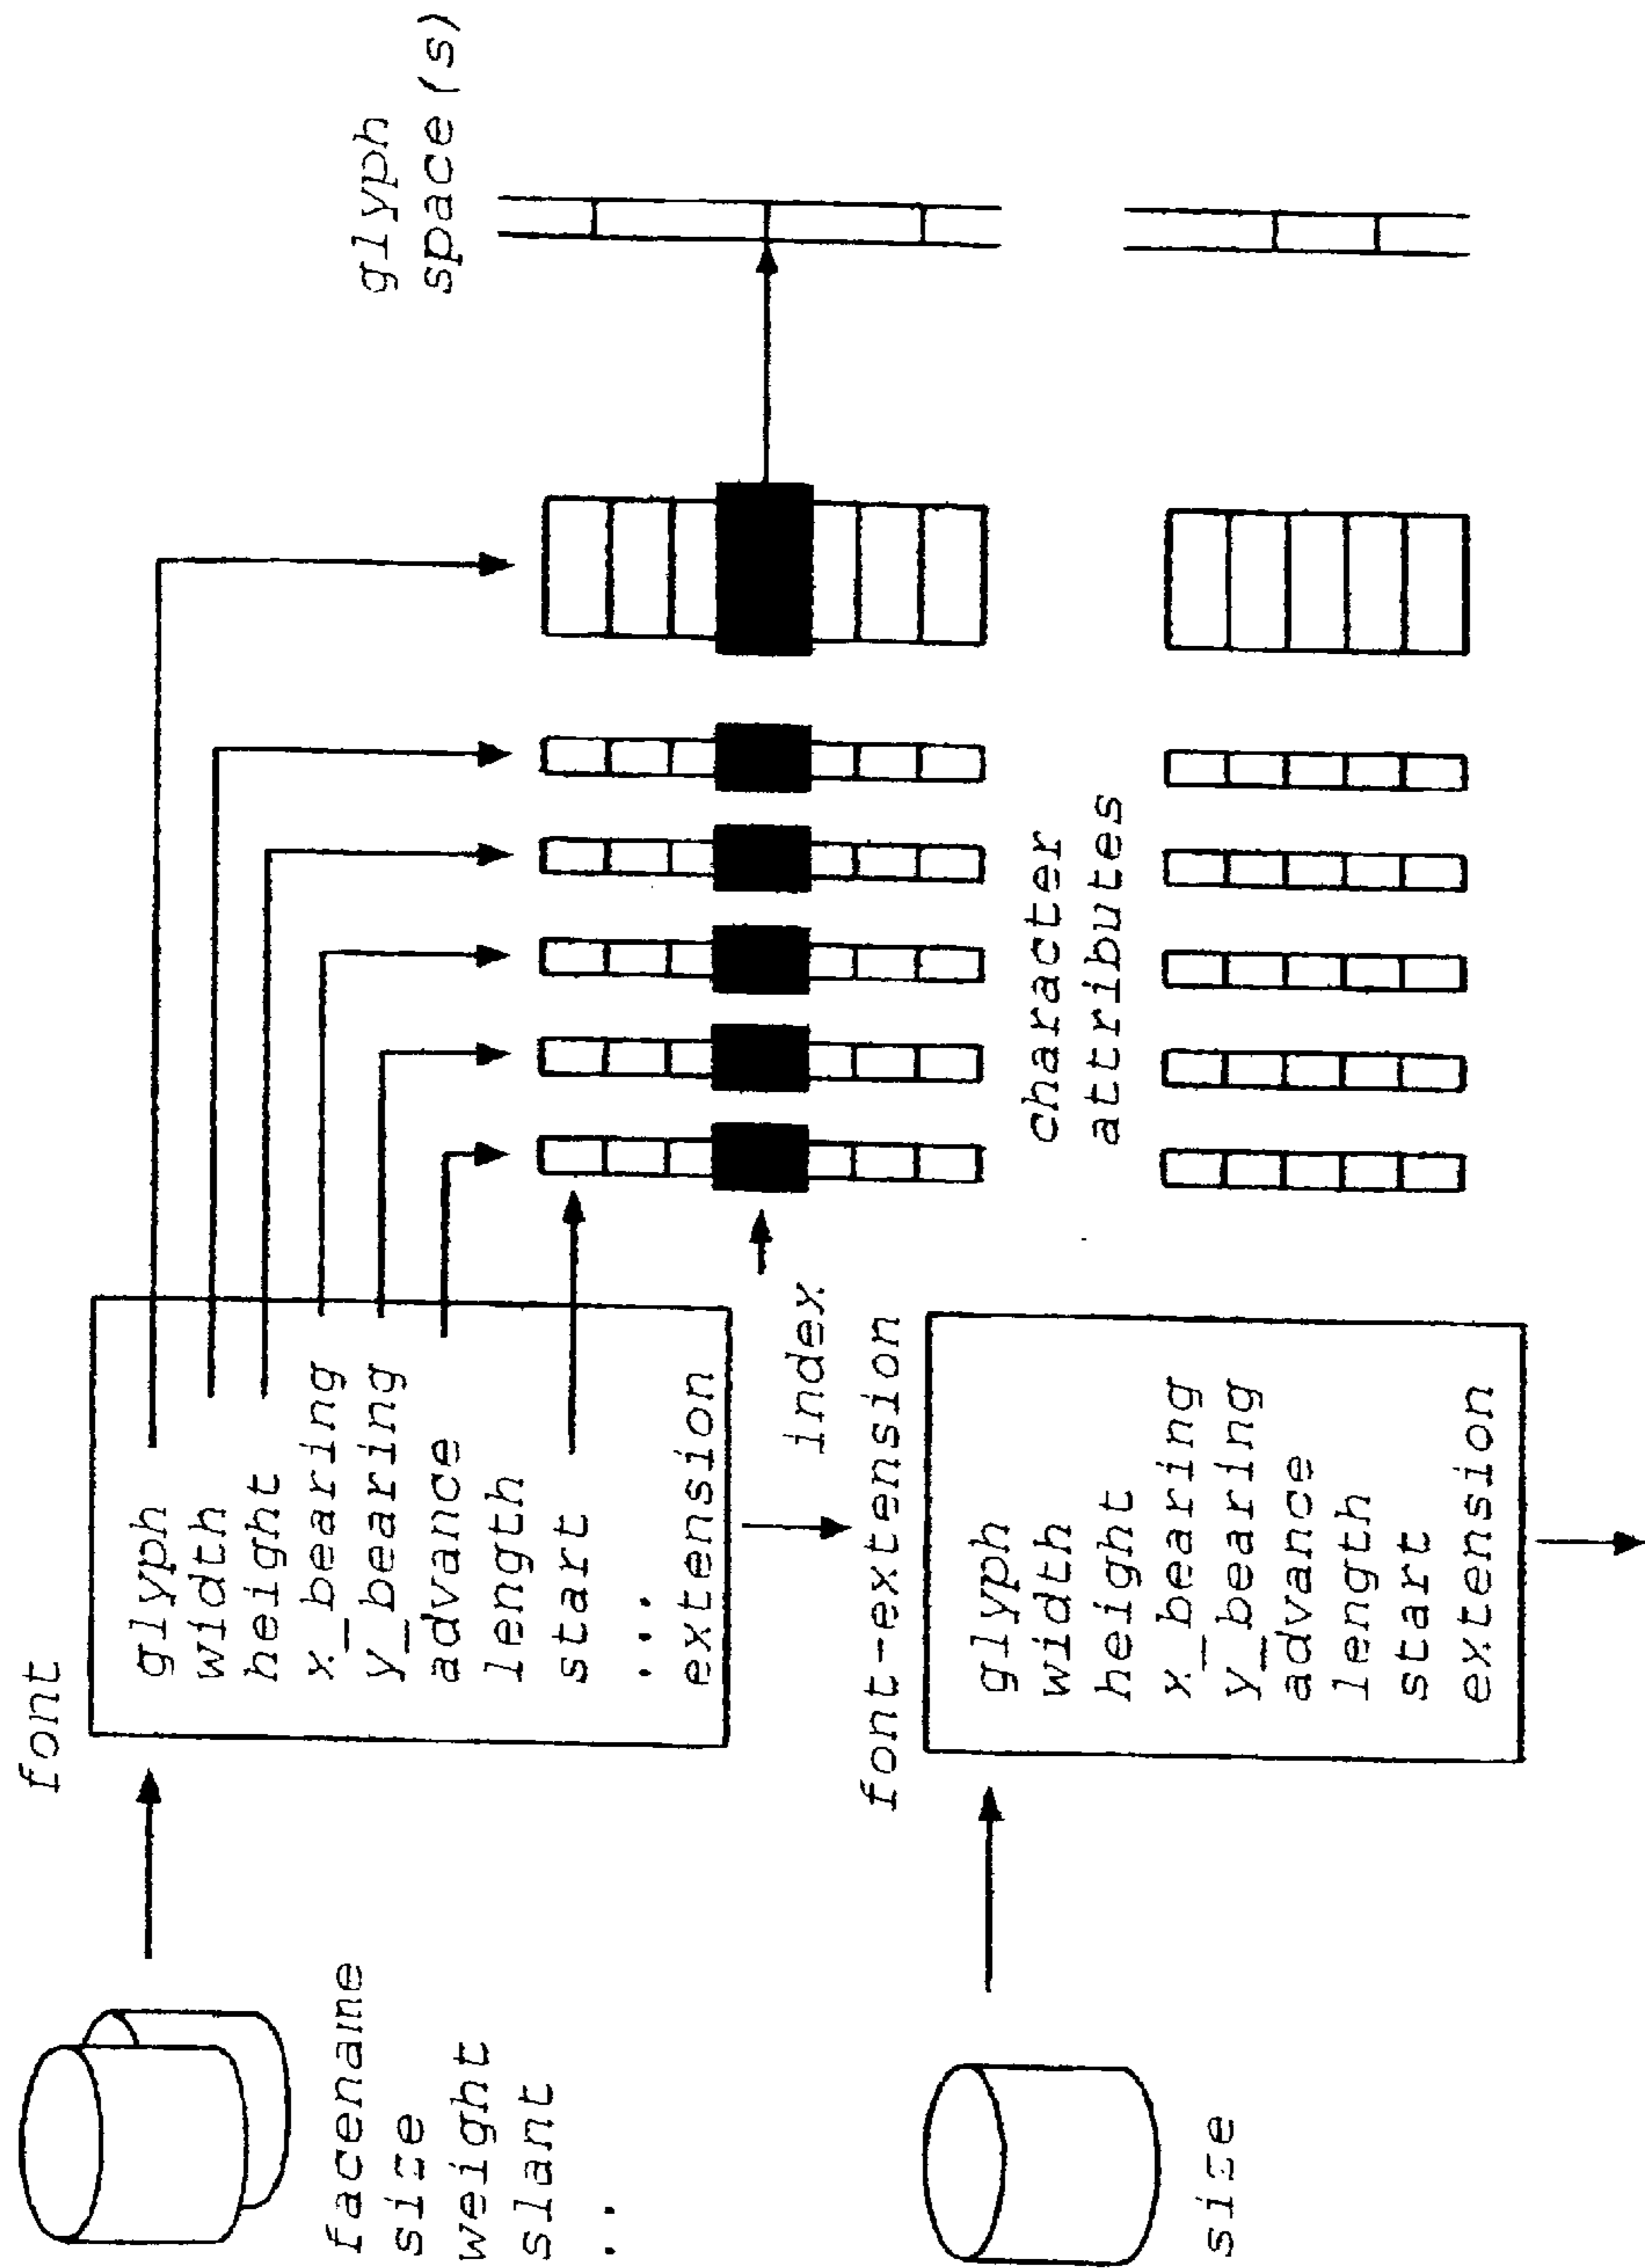 font
glyph
width
height
x_bearing
y_bearing
advance
length
start
...
extension
glyph
space(s)
facename
size
weight
slant
..
index
character
attributes
font-extension
glyph
width
height
x_bearing
y_bearing
advance
length
start
extension
size